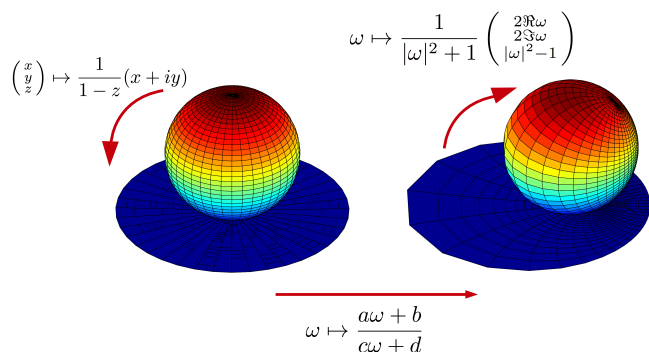 ω ↦ 1/(|ω|² + 1) (2ℜω 2ℑω |ω|²−1)
(x y z) ↦ 1/(1 − z) (x + iy)
ω ↦ (aω + b)/(cω + d)